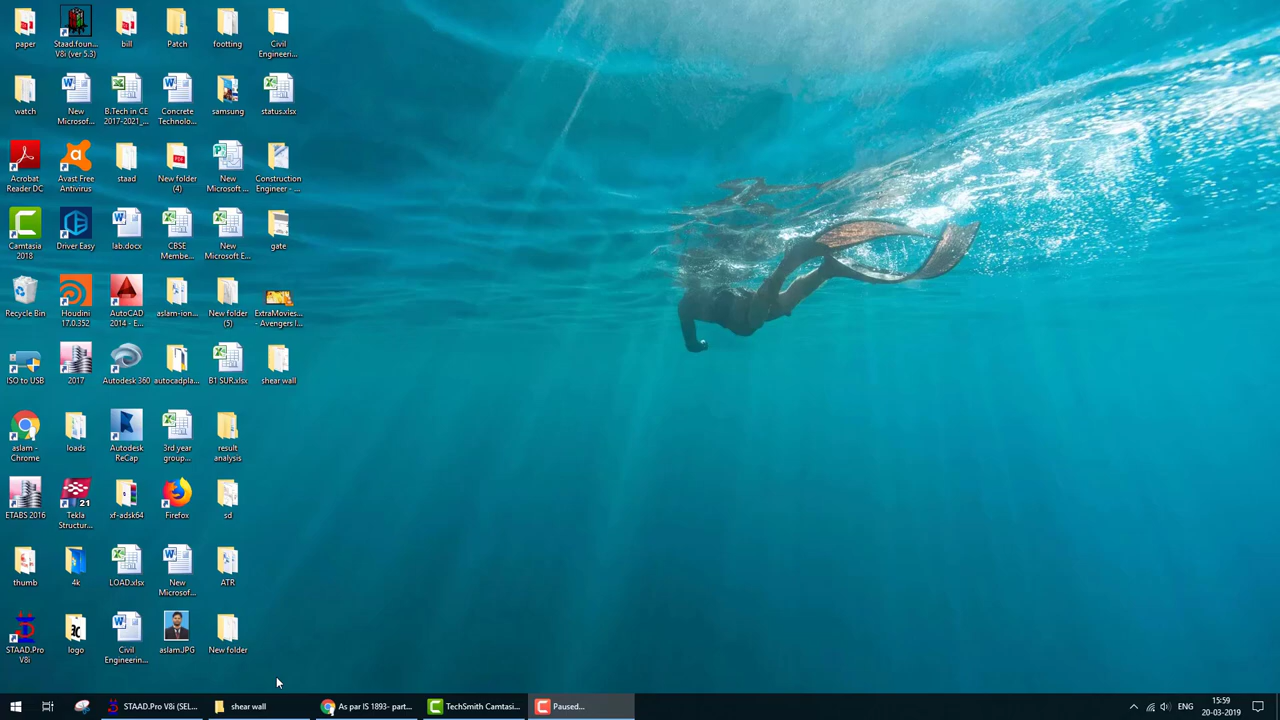 paper
Staad.foun...
V8i (ver 5.3)
bill
Patch
footting
Civil
Engineeri...
watch
New
Microsof...
B.Tech in CE
2017-2021_...
Concrete
Technolo...
samsung
status.xlsx
Acrobat
Reader DC
Avast Free
Antivirus
staad
New folder
(4)
New
Microsoft ...
Construction
Engineer - ...
Camtasia
2018
Driver Easy
lab.docx
CBSE
Membe...
New
Microsoft E...
gate
Recycle Bin
Houdini
17.0.352
AutoCAD
2014 - E...
aslam-ion...
New folder
(5)
ExtraMovies...
- Avengers I...
ISO to USB
2017
Autodesk 360
autocadpla...
B1 SUR.xlsx
shear wall
aslam -
Chrome
loads
Autodesk
ReCap
3rd year
group...
result
analysis
ETABS 2016
21
Tekla
Structur...
xf-adsk64
Firefox
sd
thumb
4k
LOAD.xlsx
New
Microsof...
ATR
STAAD.Pro
V8i
logo
Civil
Engineerin...
aslam.JPG
New folder
STAAD.Pro V8i (SEL...
shear wall
As par IS 1893- part...
TechSmith Camtasi...
Paused...
ENG
15:59
20-03-2019